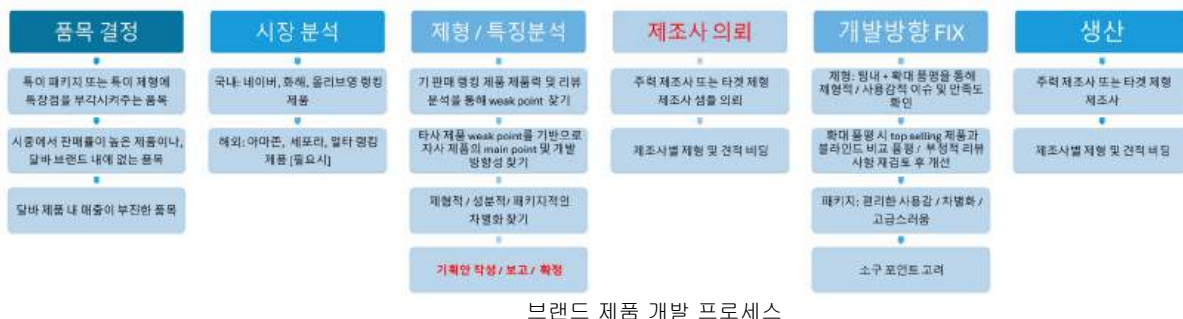 품목 결정
특이 패키지 또는 특이 제형에
특장점을 부각시켜주는 품목
시중에서 판매률이 높은 제품이나,
달바 브랜드 내에 없는 품목
달바 제품 내 매출이 부진한 품목
시장 분석
국내: 네이버, 화해, 올리브영 랭킹
제품
해외: 아마존, 세포라, 얼타 랭킹
제품 [필요시]
제형 / 특징분석
기 판매 랭킹 제품 제품력 및 리뷰
분석을 통해 weak point 찾기
타사 제품 weak point를 기반으로
자사 제품의 main point 및 개발
방향성 찾기
제형적 / 성분적/ 패키지적인
차별화 찾기
기획안 작성 / 보고 / 확정
제조사 의뢰
주력 제조사 또는 타겟 제형
제조사 샘플 의뢰
제조사별 제형 및 견적 비딩
개발방향 FIX
제형: 팀내 + 확대 품평을 통해
제형적 / 사용감적 이슈 및 만족도
확인
확대 품평 시 top selling 제품과
블라인드 비교 품평 / 부정적 리뷰
사항 재검토 후 개선
패키지: 편리한 사용감 / 차별화 /
고급스러움
소구 포인트 고려
생산
주력 제조사 또는 타겟 제형
제조사
제조사별 제형 및 견적 비딩
브랜드 제품 개발 프로세스